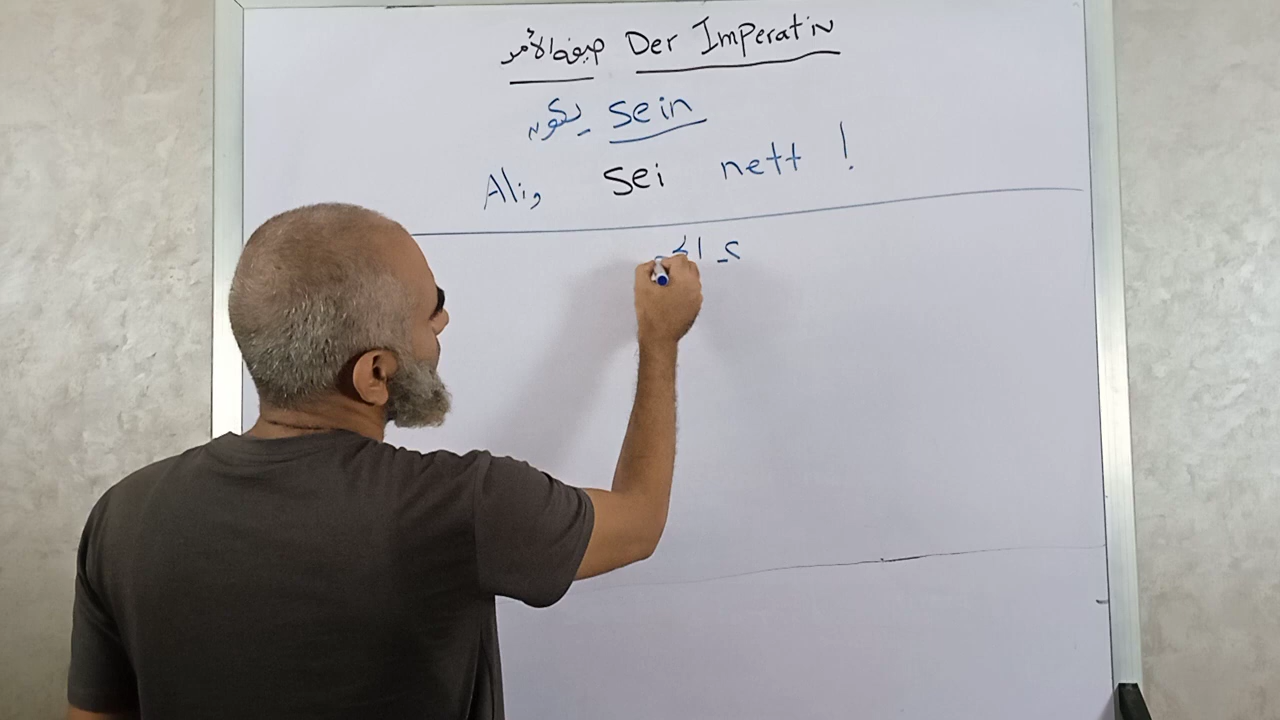 Der Imperativ صيغة الأمر
sein يكون
Ali, sei nett !